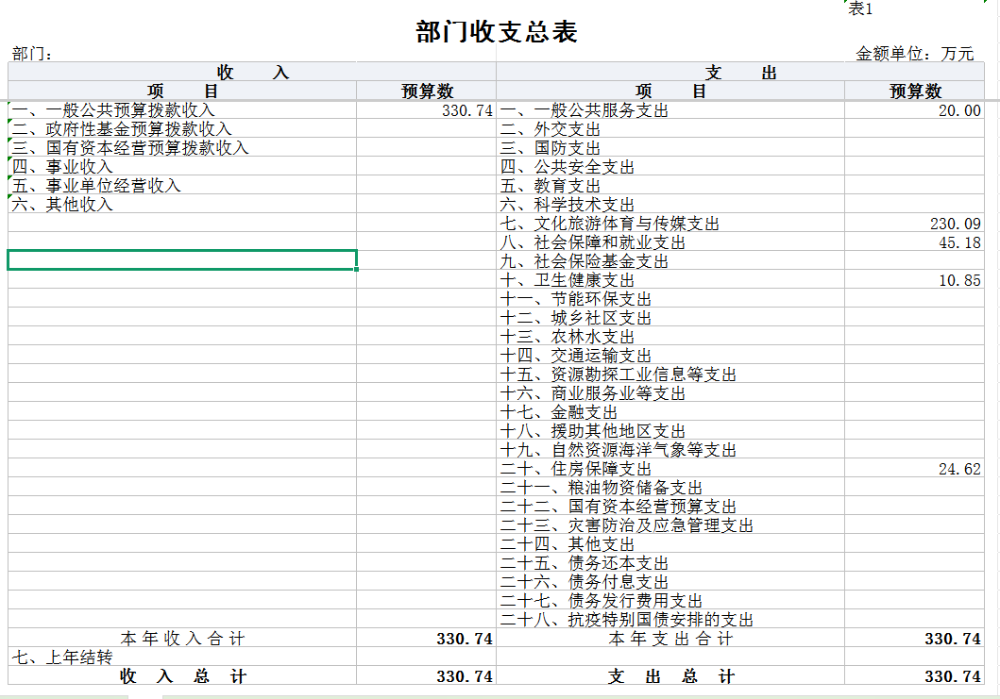 表1
部门收支总表
部门：
金额单位：万元
收 入 支 出
项 目 预算数 项 目 预算数
一、一般公共预算拨款收入 330.74 一、一般公共服务支出 20.00
二、政府性基金预算拨款收入 二、外交支出
三、国有资本经营预算拨款收入 三、国防支出
四、事业收入 四、公共安全支出
五、事业单位经营收入 五、教育支出
六、其他收入 六、科学技术支出
七、文化旅游体育与传媒支出 230.09
八、社会保障和就业支出 45.18
九、社会保险基金支出
十、卫生健康支出 10.85
十一、节能环保支出
十二、城乡社区支出
十三、农林水支出
十四、交通运输支出
十五、资源勘探工业信息等支出
十六、商业服务业等支出
十七、金融支出
十八、援助其他地区支出
十九、自然资源海洋气象等支出
二十、住房保障支出 24.62
二十一、粮油物资储备支出
二十二、国有资本经营预算支出
二十三、灾害防治及应急管理支出
二十四、其他支出
二十五、债务还本支出
二十六、债务付息支出
二十七、债务发行费用支出
二十八、抗疫特别国债安排的支出
本年收入合计 330.74 本年支出合计 330.74
七、上年结转
收 入 总 计 330.74 支 出 总 计 330.74